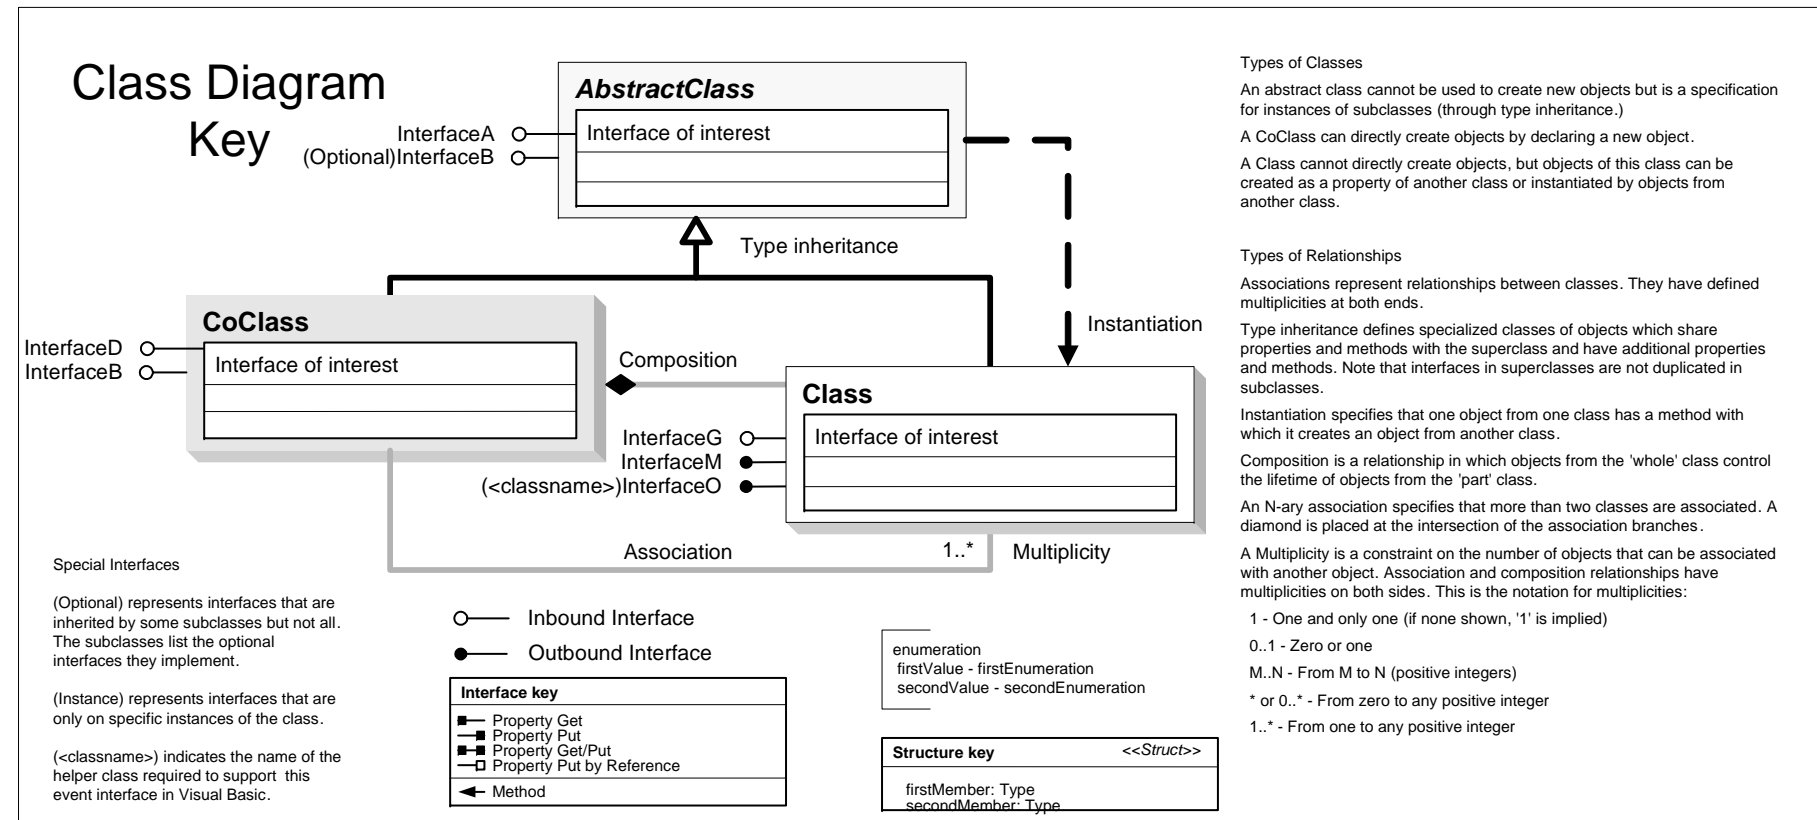 Class Diagram
Key
AbstractClass
Interface of interest
InterfaceA
(Optional)InterfaceB
Type inheritance
CoClass
Interface of interest
InterfaceD
InterfaceB
Composition
Instantiation
Class
Interface of interest
InterfaceG
InterfaceM
(<classname>)InterfaceO
Association
1..*
Multiplicity
Special Interfaces
(Optional) represents interfaces that are
inherited by some subclasses but not all.
The subclasses list the optional
interfaces they implement.
(Instance) represents interfaces that are
only on specific instances of the class.
(<classname>) indicates the name of the
helper class required to support this
event interface in Visual Basic.
Inbound Interface
Outbound Interface
Interface key
Property Get
Property Put
Property Get/Put
Property Put by Reference
Method
enumeration
firstValue - firstEnumeration
secondValue - secondEnumeration
Structure key
<<Struct>>
firstMember: Type
secondMember: Type
Types of Classes
An abstract class cannot be used to create new objects but is a specification
for instances of subclasses (through type inheritance.)
A CoClass can directly create objects by declaring a new object.
A Class cannot directly create objects, but objects of this class can be
created as a property of another class or instantiated by objects from
another class.
Types of Relationships
Associations represent relationships between classes. They have defined
multiplicities at both ends.
Type inheritance defines specialized classes of objects which share
properties and methods with the superclass and have additional properties
and methods. Note that interfaces in superclasses are not duplicated in
subclasses.
Instantiation specifies that one object from one class has a method with
which it creates an object from another class.
Composition is a relationship in which objects from the 'whole' class control
the lifetime of objects from the 'part' class.
An N-ary association specifies that more than two classes are associated. A
diamond is placed at the intersection of the association branches.
A Multiplicity is a constraint on the number of objects that can be associated
with another object. Association and composition relationships have
multiplicities on both sides. This is the notation for multiplicities:
1 - One and only one (if none shown, '1' is implied)
0..1 - Zero or one
M..N - From M to N (positive integers)
* or 0..* - From zero to any positive integer
1..* - From one to any positive integer